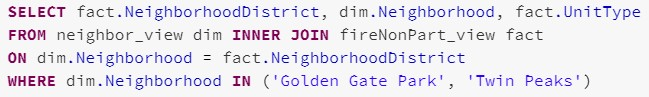 SELECT fact.NeighborhoodDistrict, dim.Neighborhood, fact.UnitType
FROM neighbor_view dim INNER JOIN fireNonPart_view fact
ON dim.Neighborhood = fact.NeighborhoodDistrict
WHERE dim.Neighborhood IN ('Golden Gate Park', 'Twin Peaks')